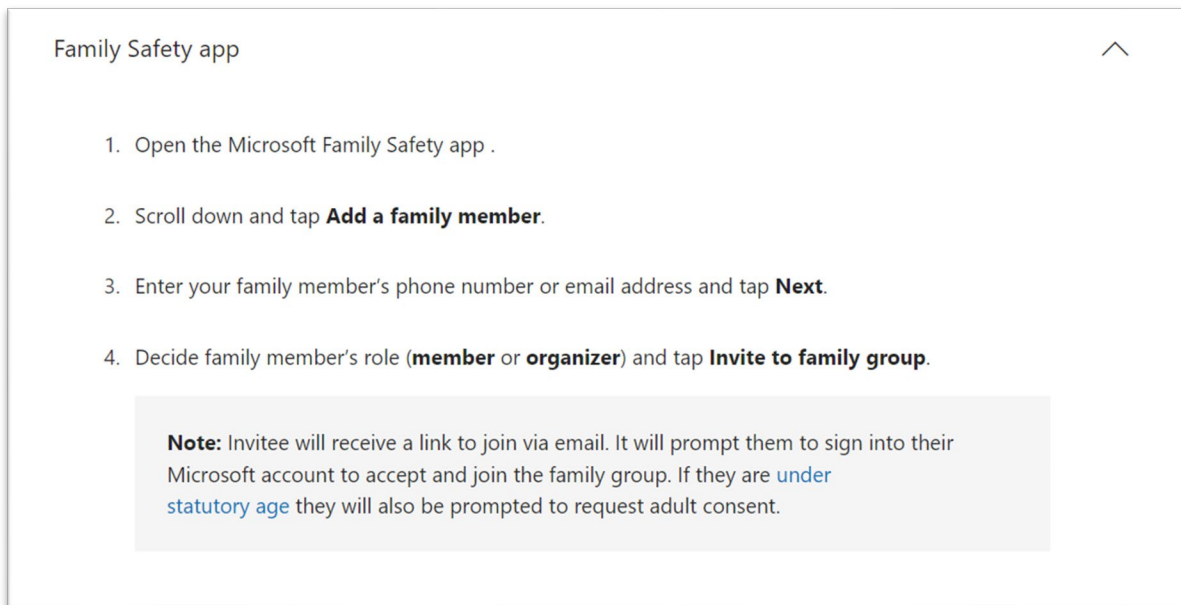 Family Safety app
1. Open the Microsoft Family Safety app .
2. Scroll down and tap Add a family member.
3. Enter your family member’s phone number or email address and tap Next.
4. Decide family member’s role (member or organizer) and tap Invite to family group.
Note: Invitee will receive a link to join via email. It will prompt them to sign into their
Microsoft account to accept and join the family group. If they are under
statutory age they will also be prompted to request adult consent.